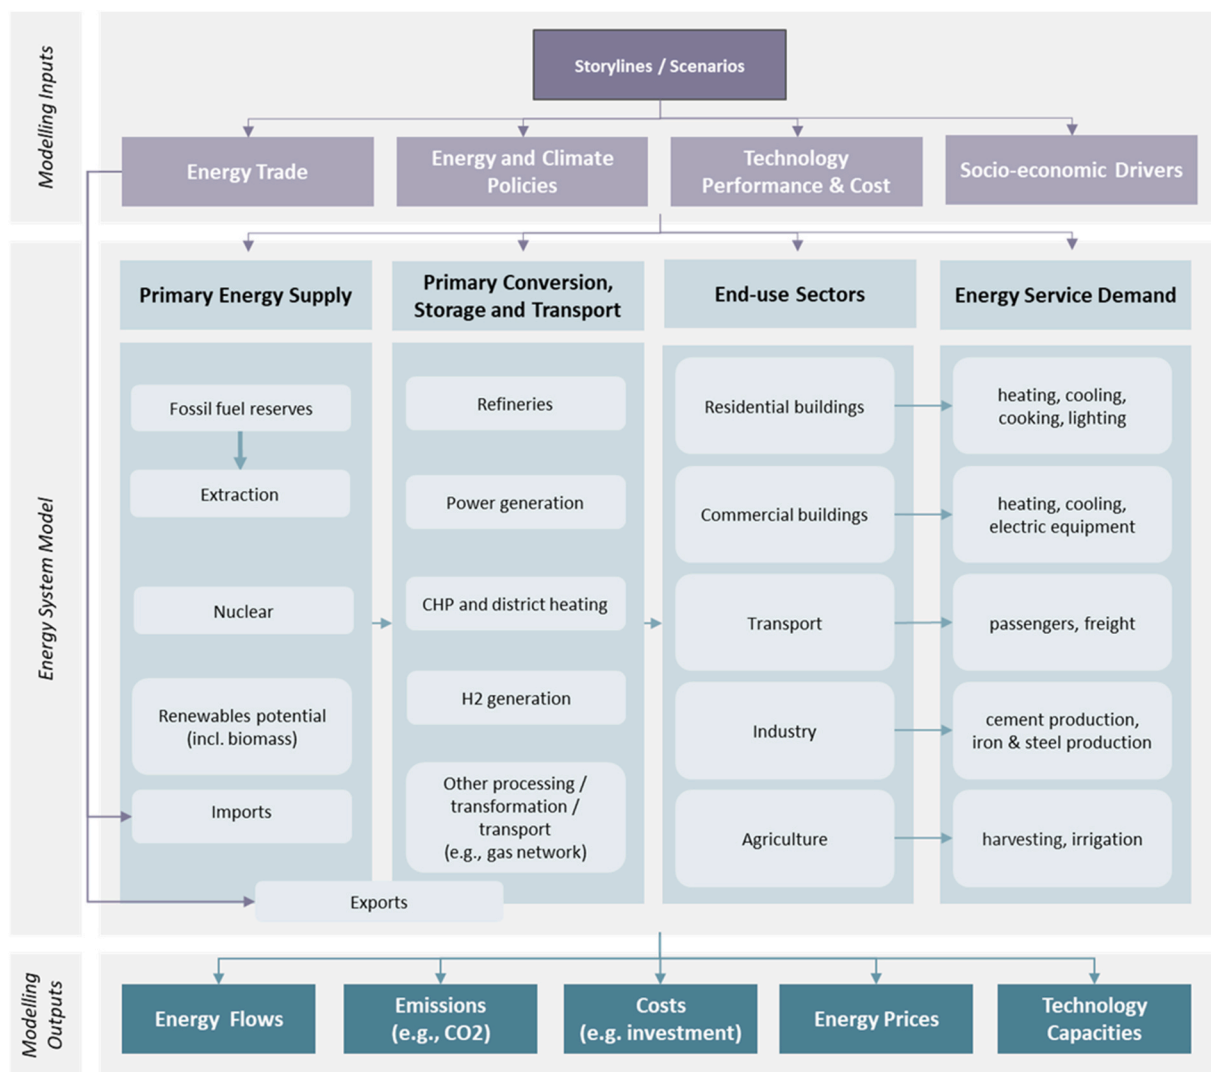 Modelling Inputs
Storylines / Scenarios
Energy Trade
Energy and Climate
Policies
Technology
Performance & Cost
Socio-economic Drivers
Energy System Model
Primary Energy Supply
Primary Conversion,
Storage and Transport
End-use Sectors
Energy Service Demand
Fossil fuel reserves
Extraction
Nuclear
Renewables potential
(incl. biomass)
Imports
Exports
Refineries
Power generation
CHP and district heating
H2 generation
Other processing /
transformation /
transport
(e.g., gas network)
Residential buildings
Commercial buildings
Transport
Industry
Agriculture
heating, cooling,
cooking, lighting
heating, cooling,
electric equipment
passengers, freight
cement production,
iron & steel production
harvesting, irrigation
Modelling
Outputs
Energy Flows
Emissions
(e.g., CO2)
Costs
(e.g. investment)
Energy Prices
Technology
Capacities